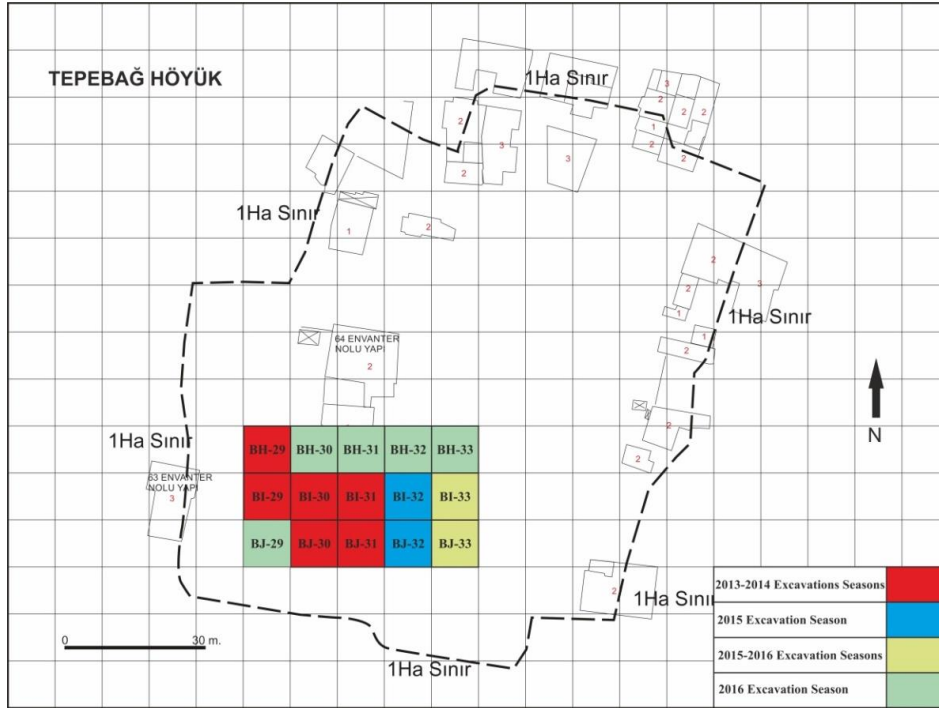 TEPEBAĞ HÖYÜK
1Ha Sınır
3
2
2
2
2
1
3
2
3
2
2
1Ha Sınır
1
2
2
3
2
1
1Ha Sınır
1
2
64 ENVANTER
NOLU YAPI
2
N
2
1Ha Sınır
BH-29 BH-30 BH-31 BH-32 BH-33
2
63 ENVANTER
NOLU YAPI
3
BI-29 BI-30 BI-31 BI-32 BI-33
BJ-29 BJ-30 BJ-31 BJ-32 BJ-33
2
1Ha Sınır
0 30 m.
1Ha Sınır
2013-2014 Excavations Seasons
2015 Excavation Season
2015-2016 Excavation Seasons
2016 Excavation Season